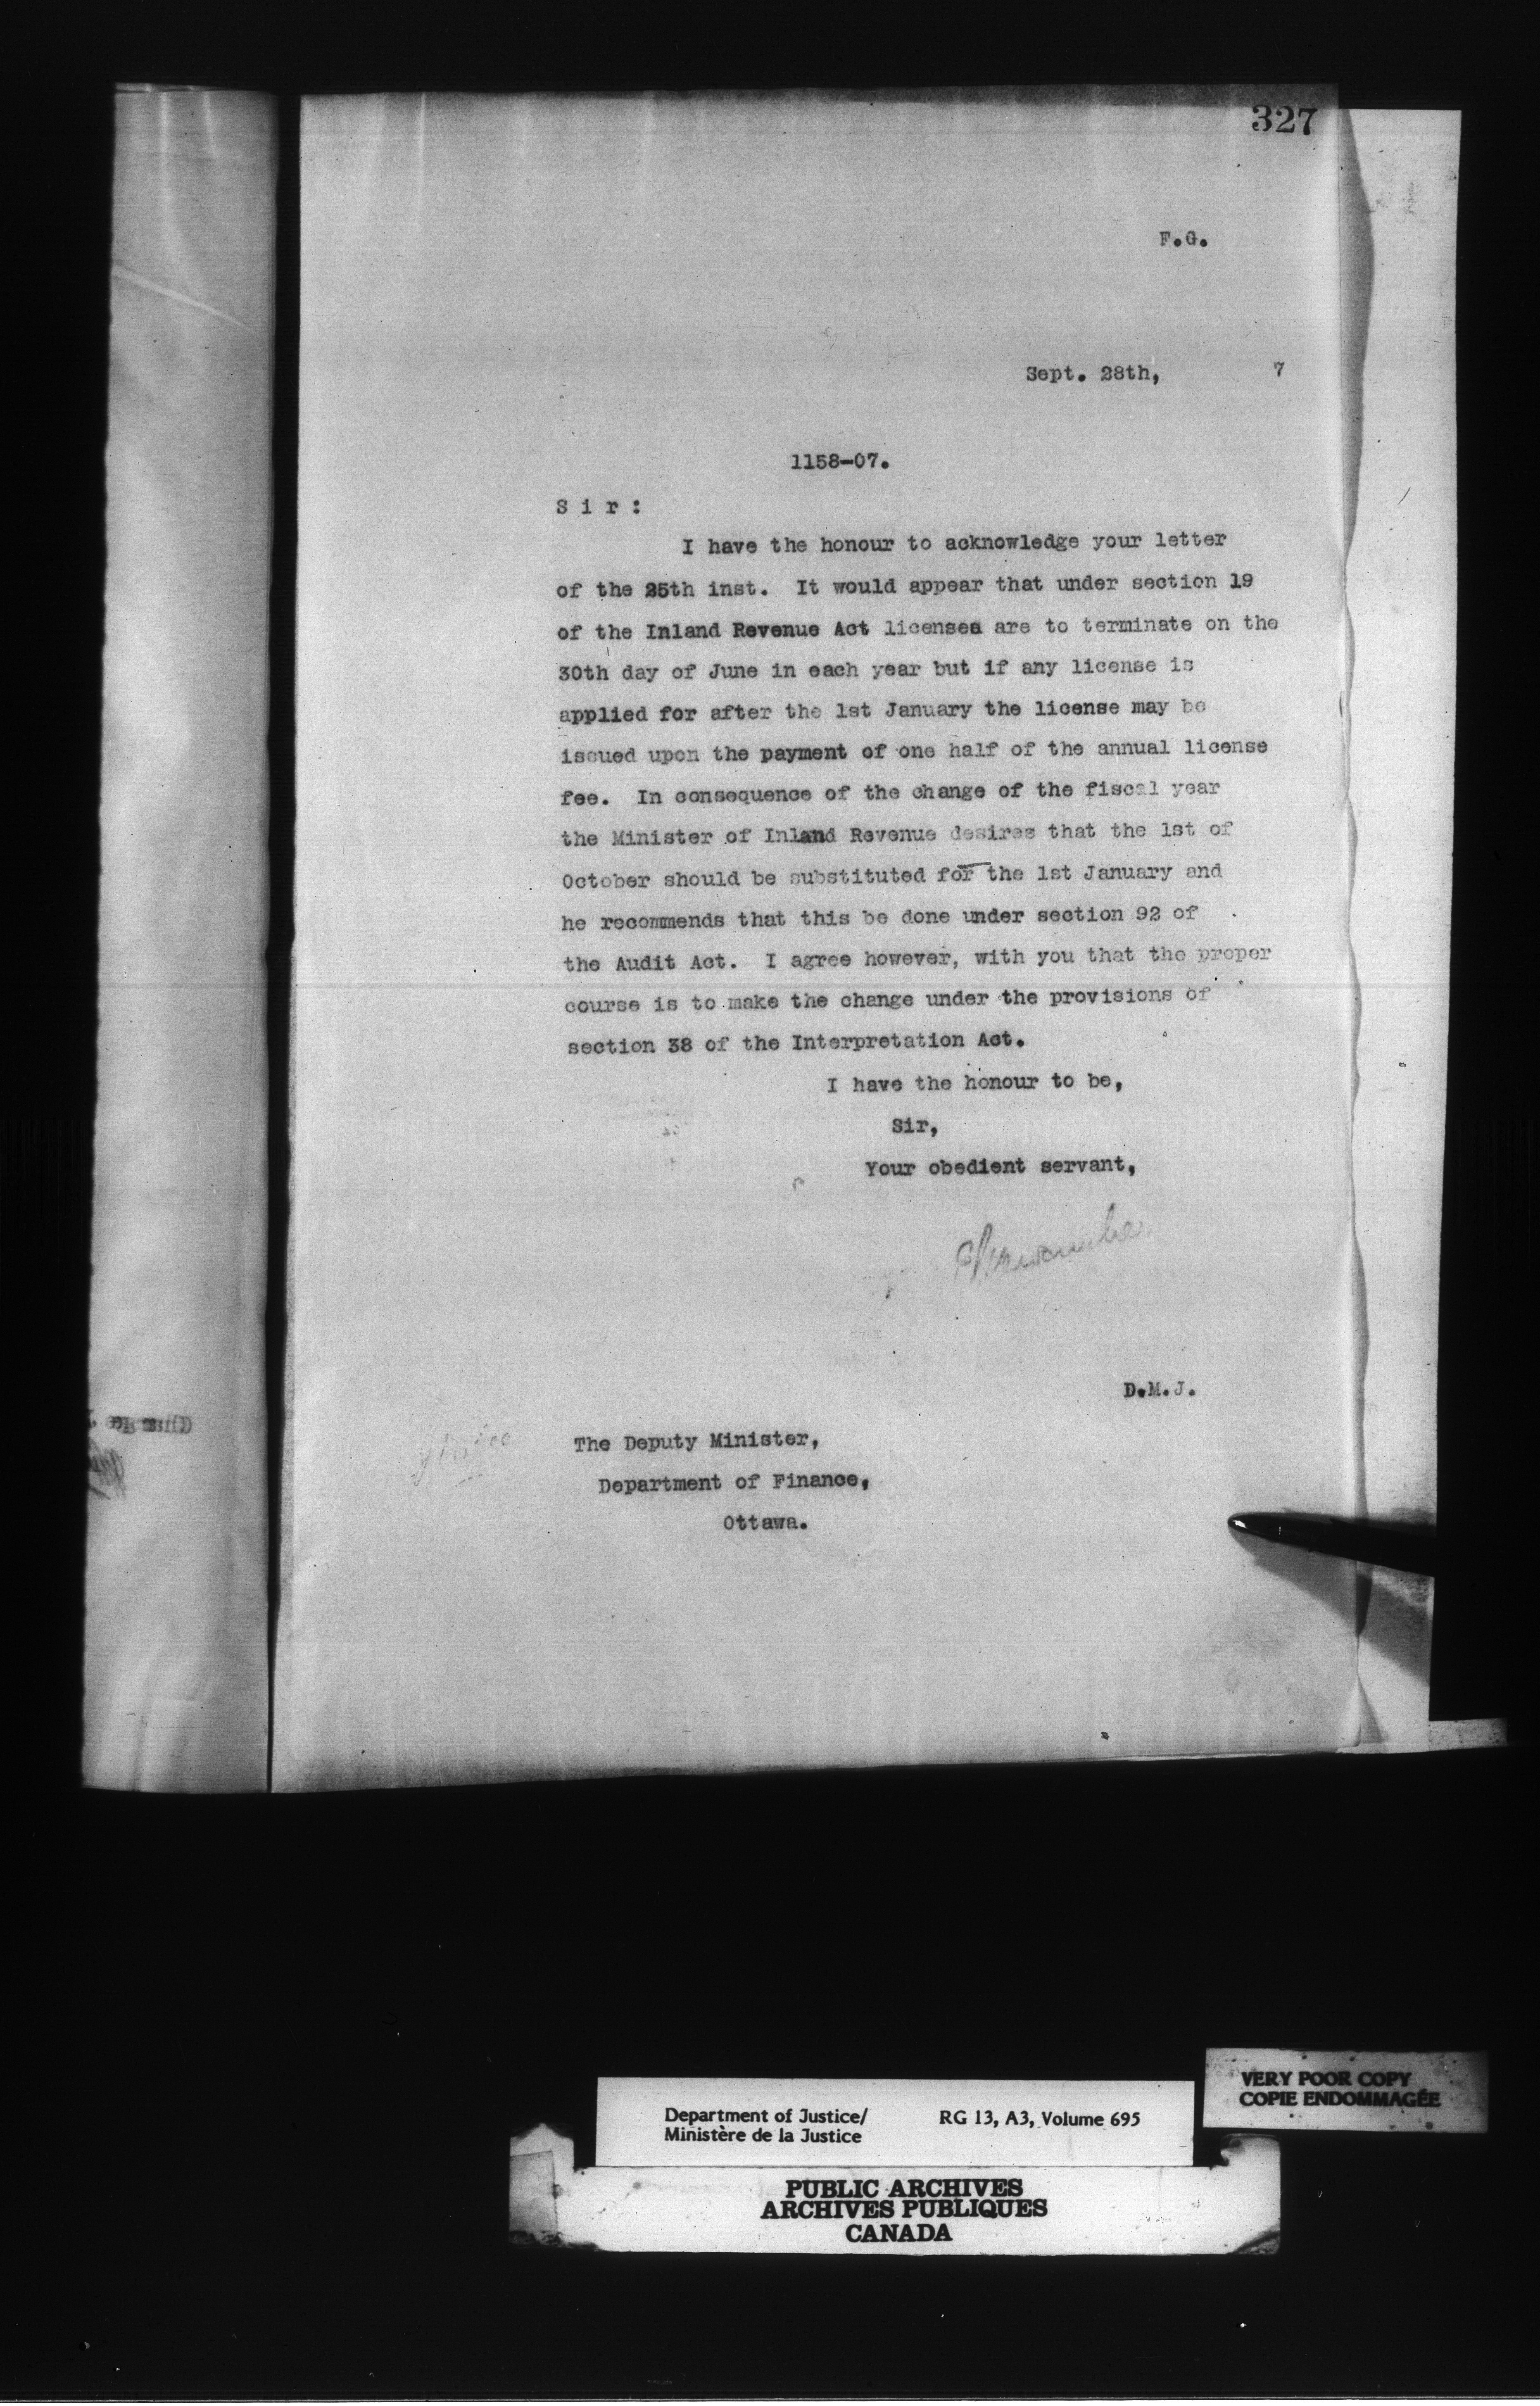 327
F.G.
Sept. 28th, 7
1158-07.
S i r :
I have the honour to acknowledge your letter
of the 25th inst. It would appear that under section 19
of the Inland Revenue Act licenses are to terminate on the
30th day of June in each year but if any license is
applied for after the 1st January the license may be
issued upon the payment of one half of the annual license
fee. In consequence of the change of the fiscal year
the Minister of Inland Revenue desires that the 1st of
October should be substituted for the 1st January and
he recommends that this be done under section 92 of
the Audit Act. I agree however, with you that the proper
course is to make the change under the provisions of
section 38 of the Interpretation Act.
I have the honour to be,
Sir,
Your obedient servant,
D.M.J.
The Deputy Minister,
Department of Finance,
Ottawa.
VERY POOR COPY
COPIE ENDOMMAGÉE
Department of Justice/ RG 13, A3, Volume 695
Ministère de la Justice
PUBLIC ARCHIVES
ARCHIVES PUBLIQUES
CANADA